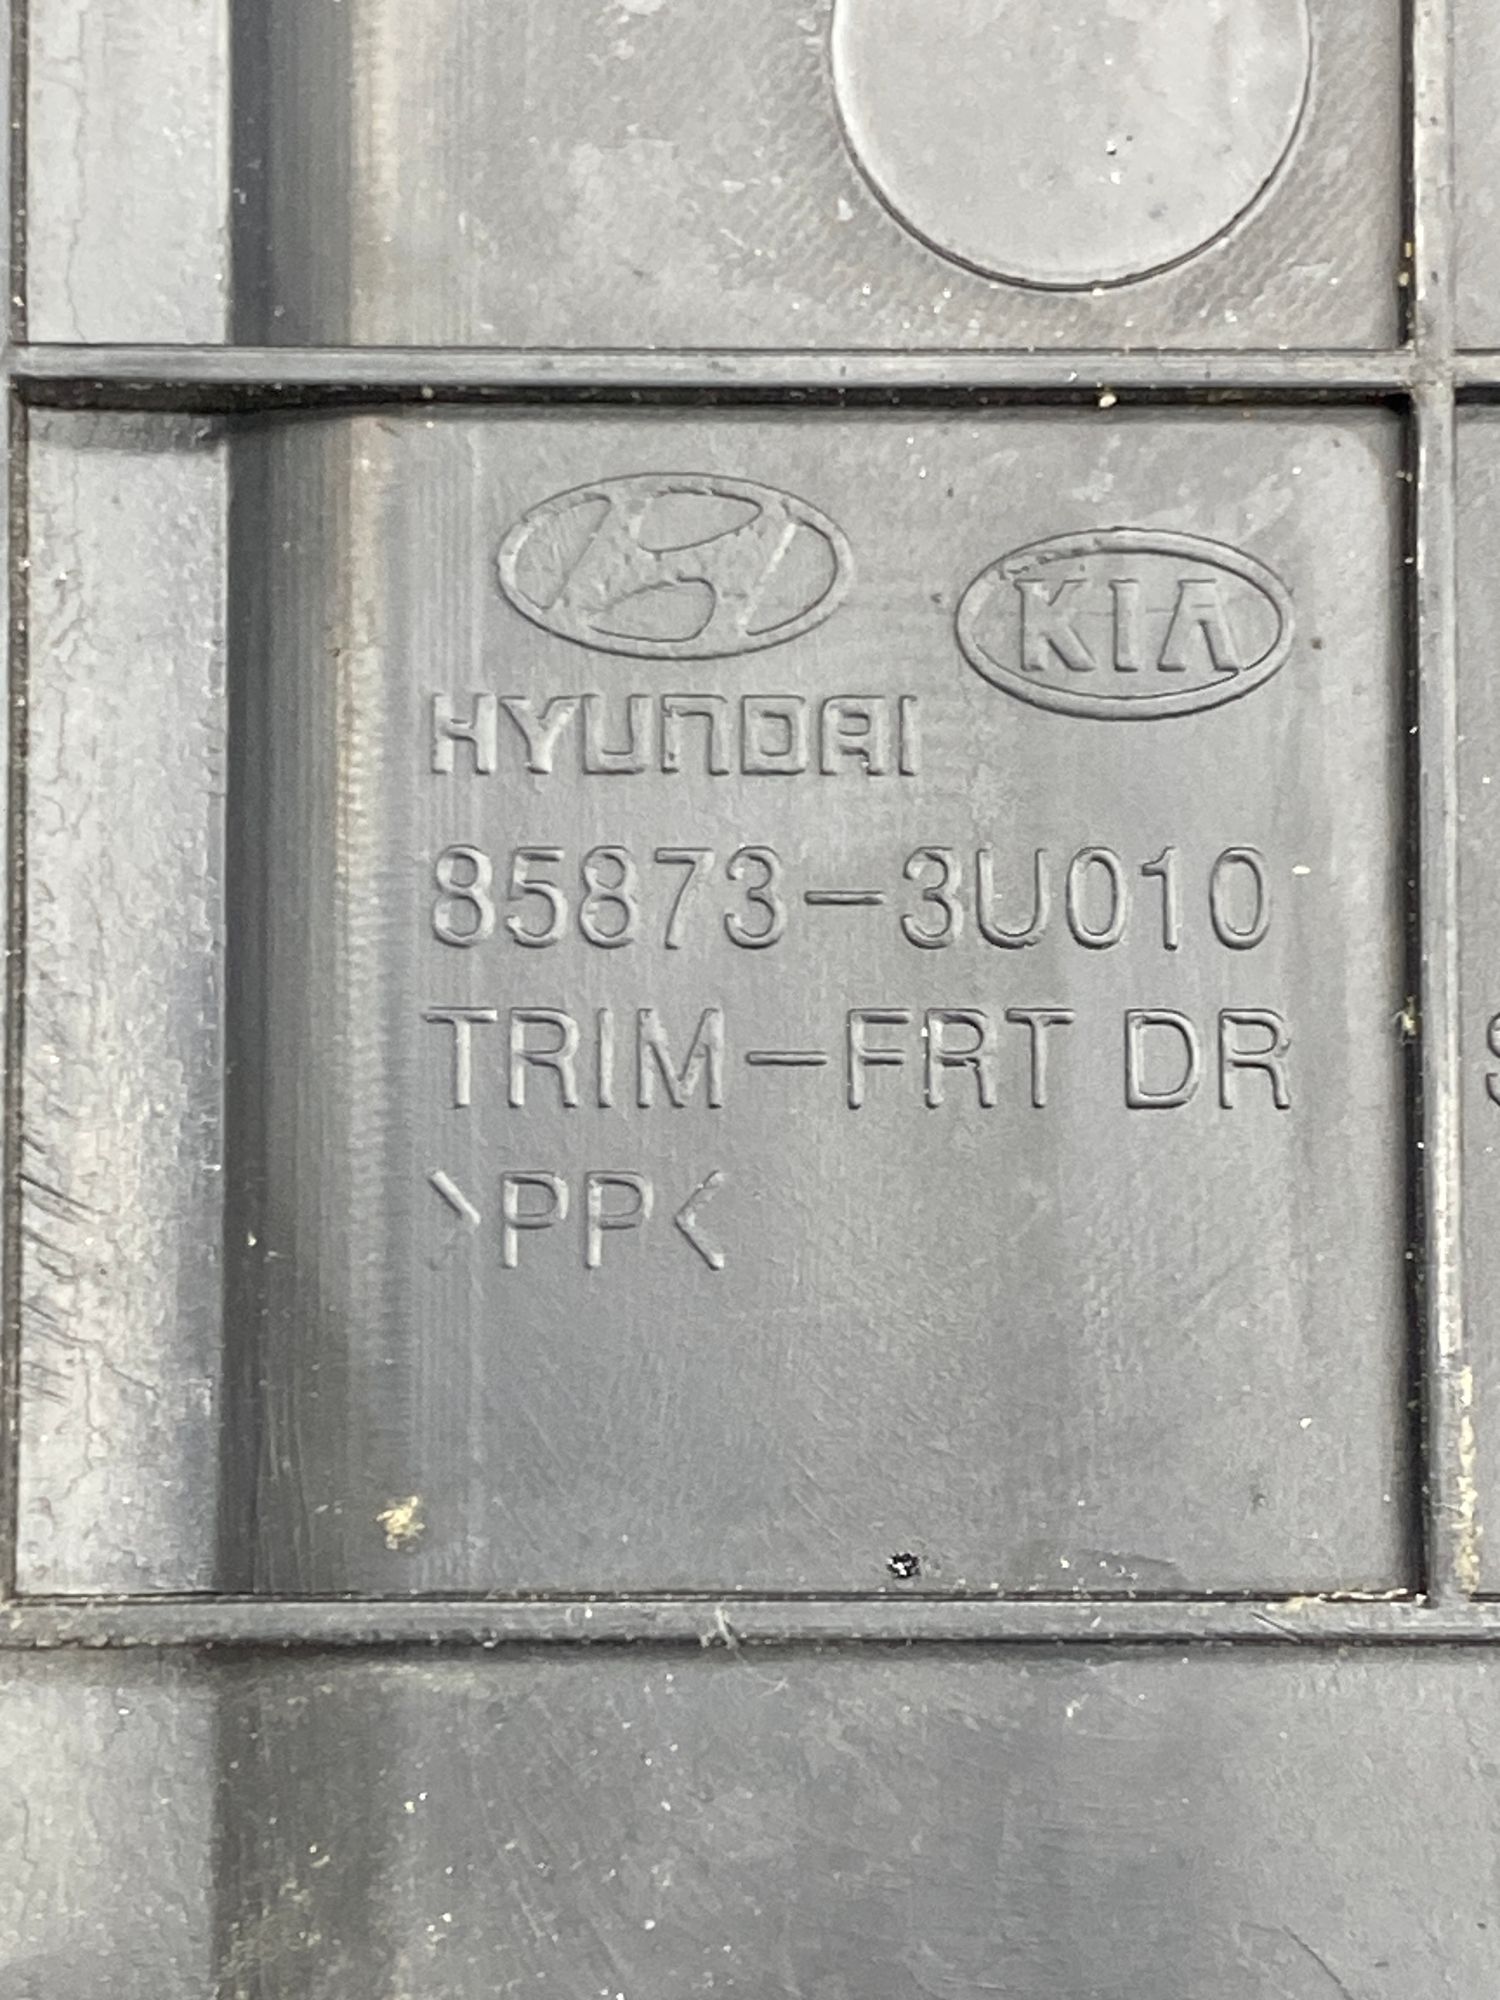 KIA
HYUNDAI
85873-3U010
TRIM-FRT DR
>PP<